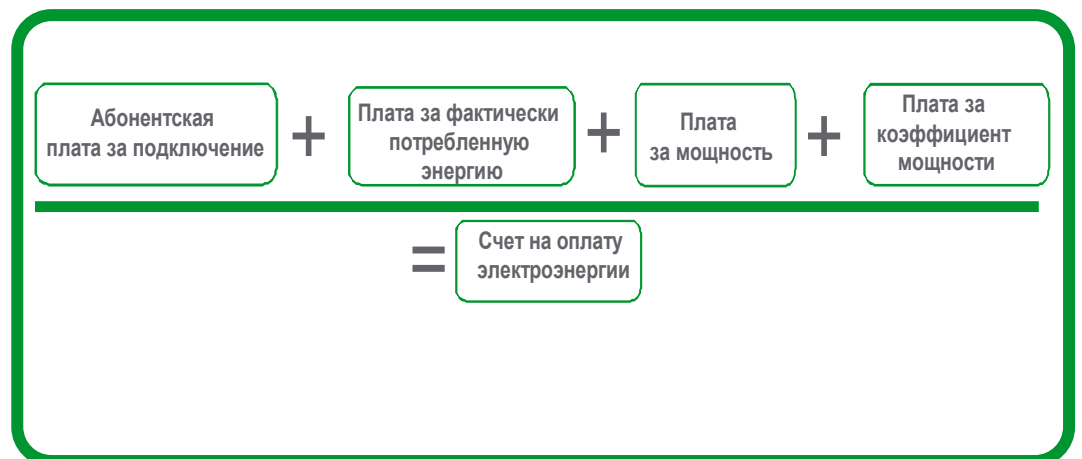 Абонентская
плата за подключение
+
Плата за фактически
потребленную
энергию
+
Плата
за мощность
+
Плата за
коэффициент
мощности
=
Счет на оплату
электроэнергии